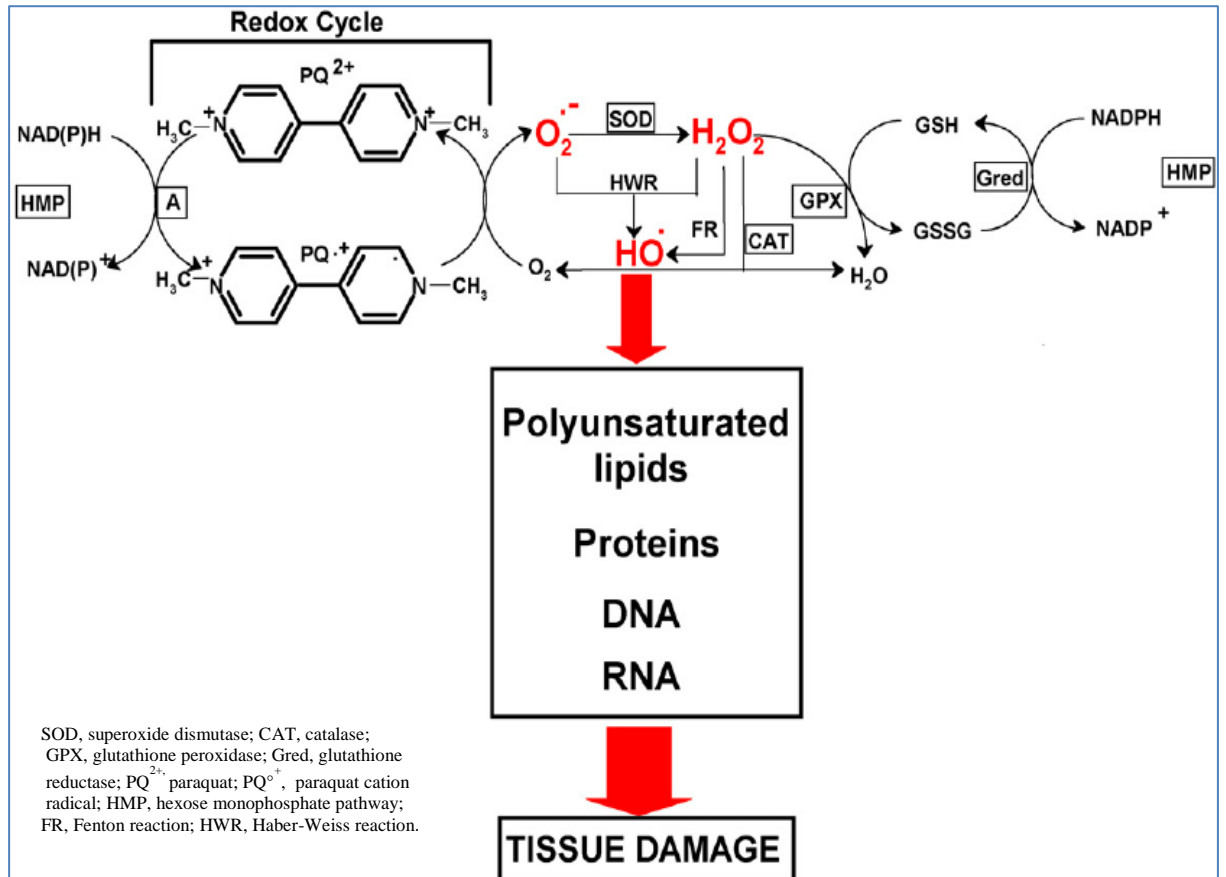 Redox Cycle
PQ2+
NAD(P)H
H3C
+
N
+
N
CH3
HMP
A
NAD(P)+
PQ·+
H3C
+
N
·
N
CH3
O2·-
SOD
H2O2
HWR
FR
CAT
HO·
O2
H2O
GPX
GSH
GSSG
Gred
NADPH
HMP
NADP+
Polyunsaturated
lipids
Proteins
DNA
RNA
SOD, superoxide dismutase; CAT, catalase;
GPX, glutathione peroxidase; Gred, glutathione
reductase; PQ2+, paraquat; PQ°+, paraquat cation
radical; HMP, hexose monophosphate pathway;
FR, Fenton reaction; HWR, Haber-Weiss reaction.
TISSUE DAMAGE